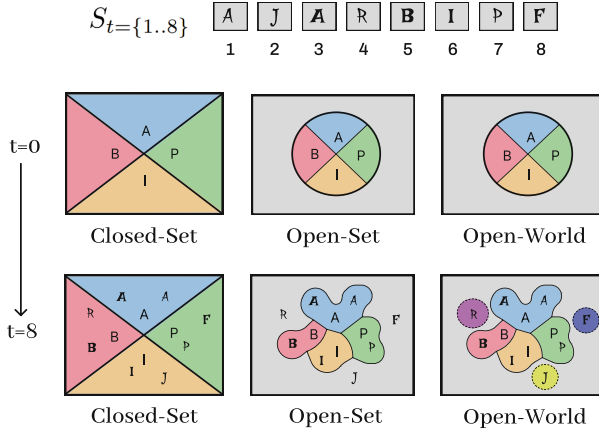 S_{t={1..8}} A J A R B I P F
1 2 3 4 5 6 7 8
t=0
A
B P
I
Closed-Set
A
B P
I
Open-Set
A
B P
I
Open-World
t=8
A A
R A F
B B P P
I I J
Closed-Set
A A
R A F
B B P P
I I
J
Open-Set
A A
R A F
B B P P
I I
J
Open-World